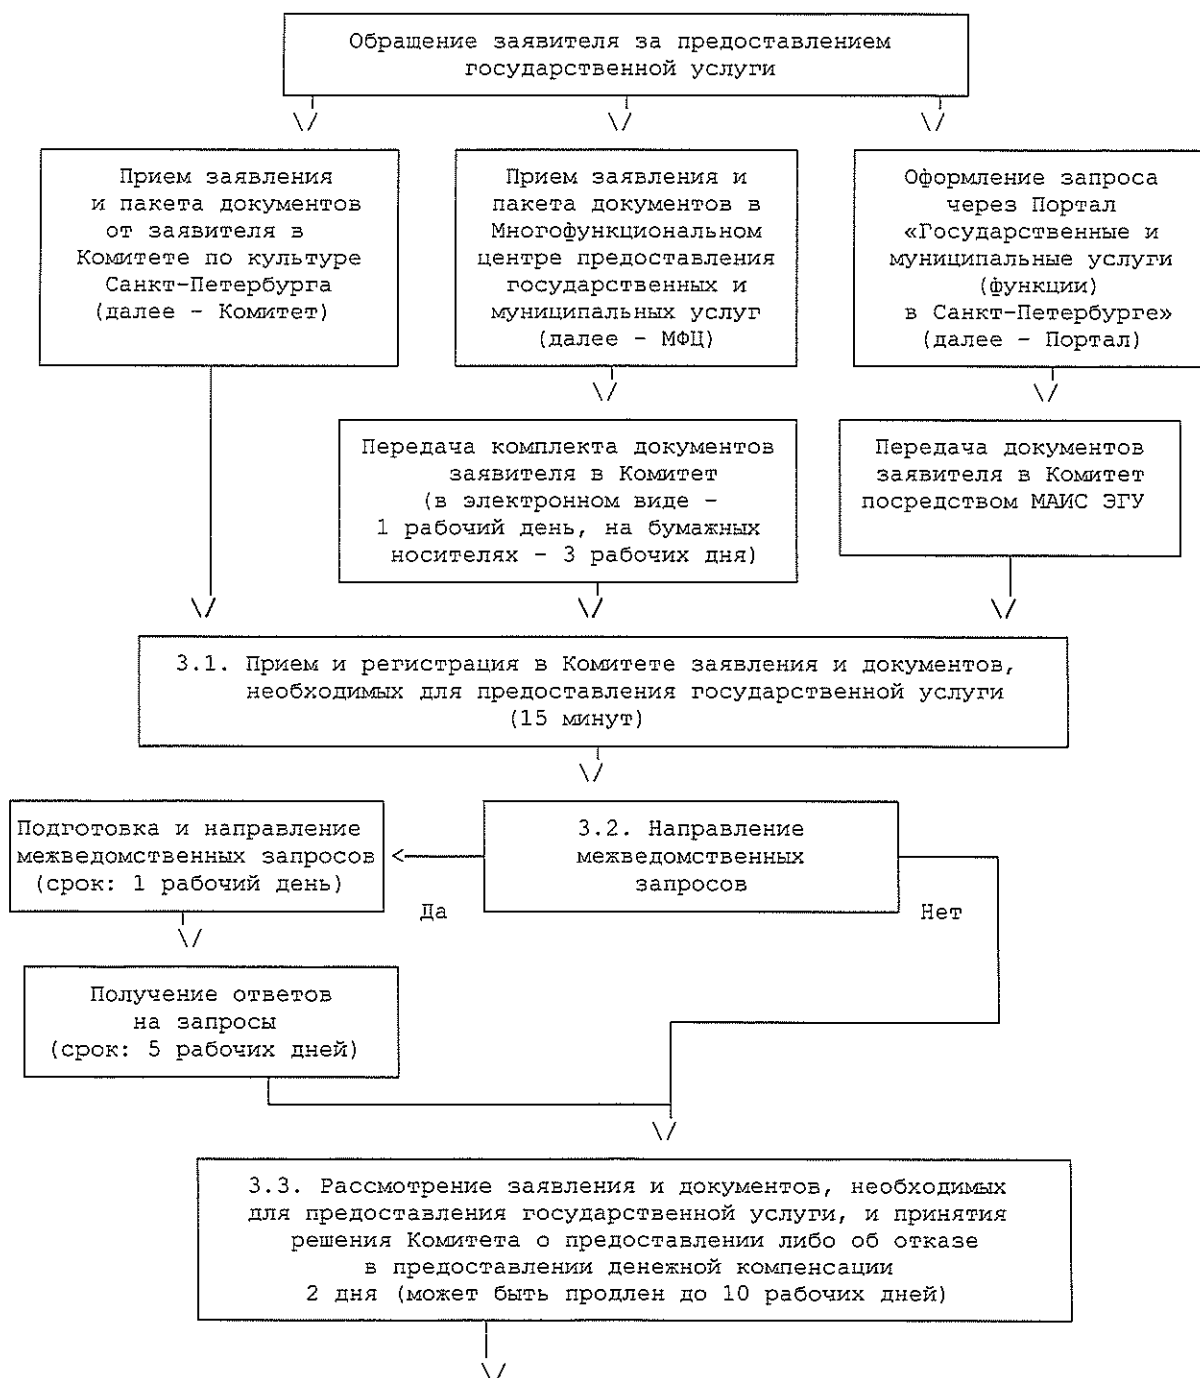 Обращение заявителя за предоставлением
государственной услуги
Прием заявления
и пакета документов
от заявителя в
Комитете по культуре
Санкт-Петербурга
(далее - Комитет)
Прием заявления и
пакета документов в
Многофункциональном
центре предоставления
государственных и
муниципальных услуг
(далее - МФЦ)
Оформление запроса
через Портал
«Государственные и
муниципальные услуги
(функции)
в Санкт-Петербурге»
(далее - Портал)
Передача комплекта документов
заявителя в Комитет
(в электронном виде -
1 рабочий день, на бумажных
носителях - 3 рабочих дня)
Передача документов
заявителя в Комитет
посредством МАИС ЭГУ
3.1. Прием и регистрация в Комитете заявления и документов,
необходимых для предоставления государственной услуги
(15 минут)
Подготовка и направление
межведомственных запросов
(срок: 1 рабочий день)
3.2. Направление
межведомственных
запросов
Да
Нет
Получение ответов
на запросы
(срок: 5 рабочих дней)
3.3. Рассмотрение заявления и документов, необходимых
для предоставления государственной услуги, и принятия
решения Комитета о предоставлении либо об отказе
в предоставлении денежной компенсации
2 дня (может быть продлен до 10 рабочих дней)